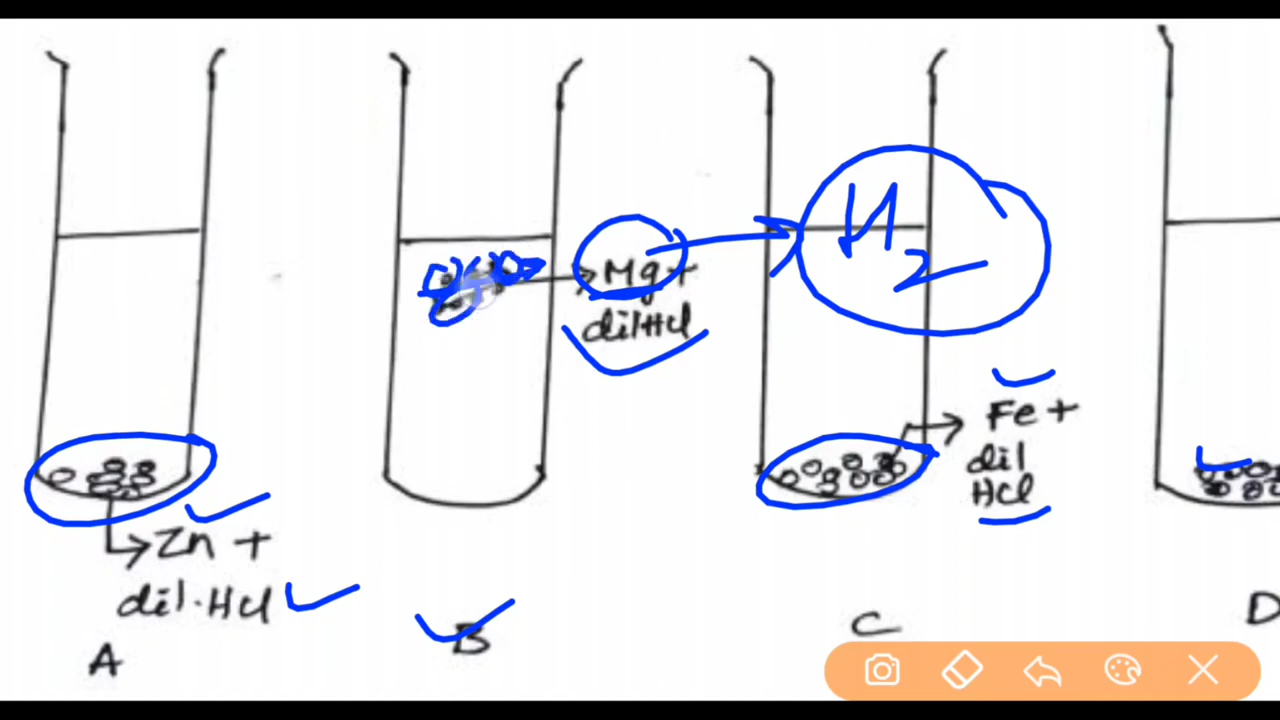 H2
Mg+
dil HCl
Fe +
dil
HCl
Zn +
dil. HCl
A
B
C
D